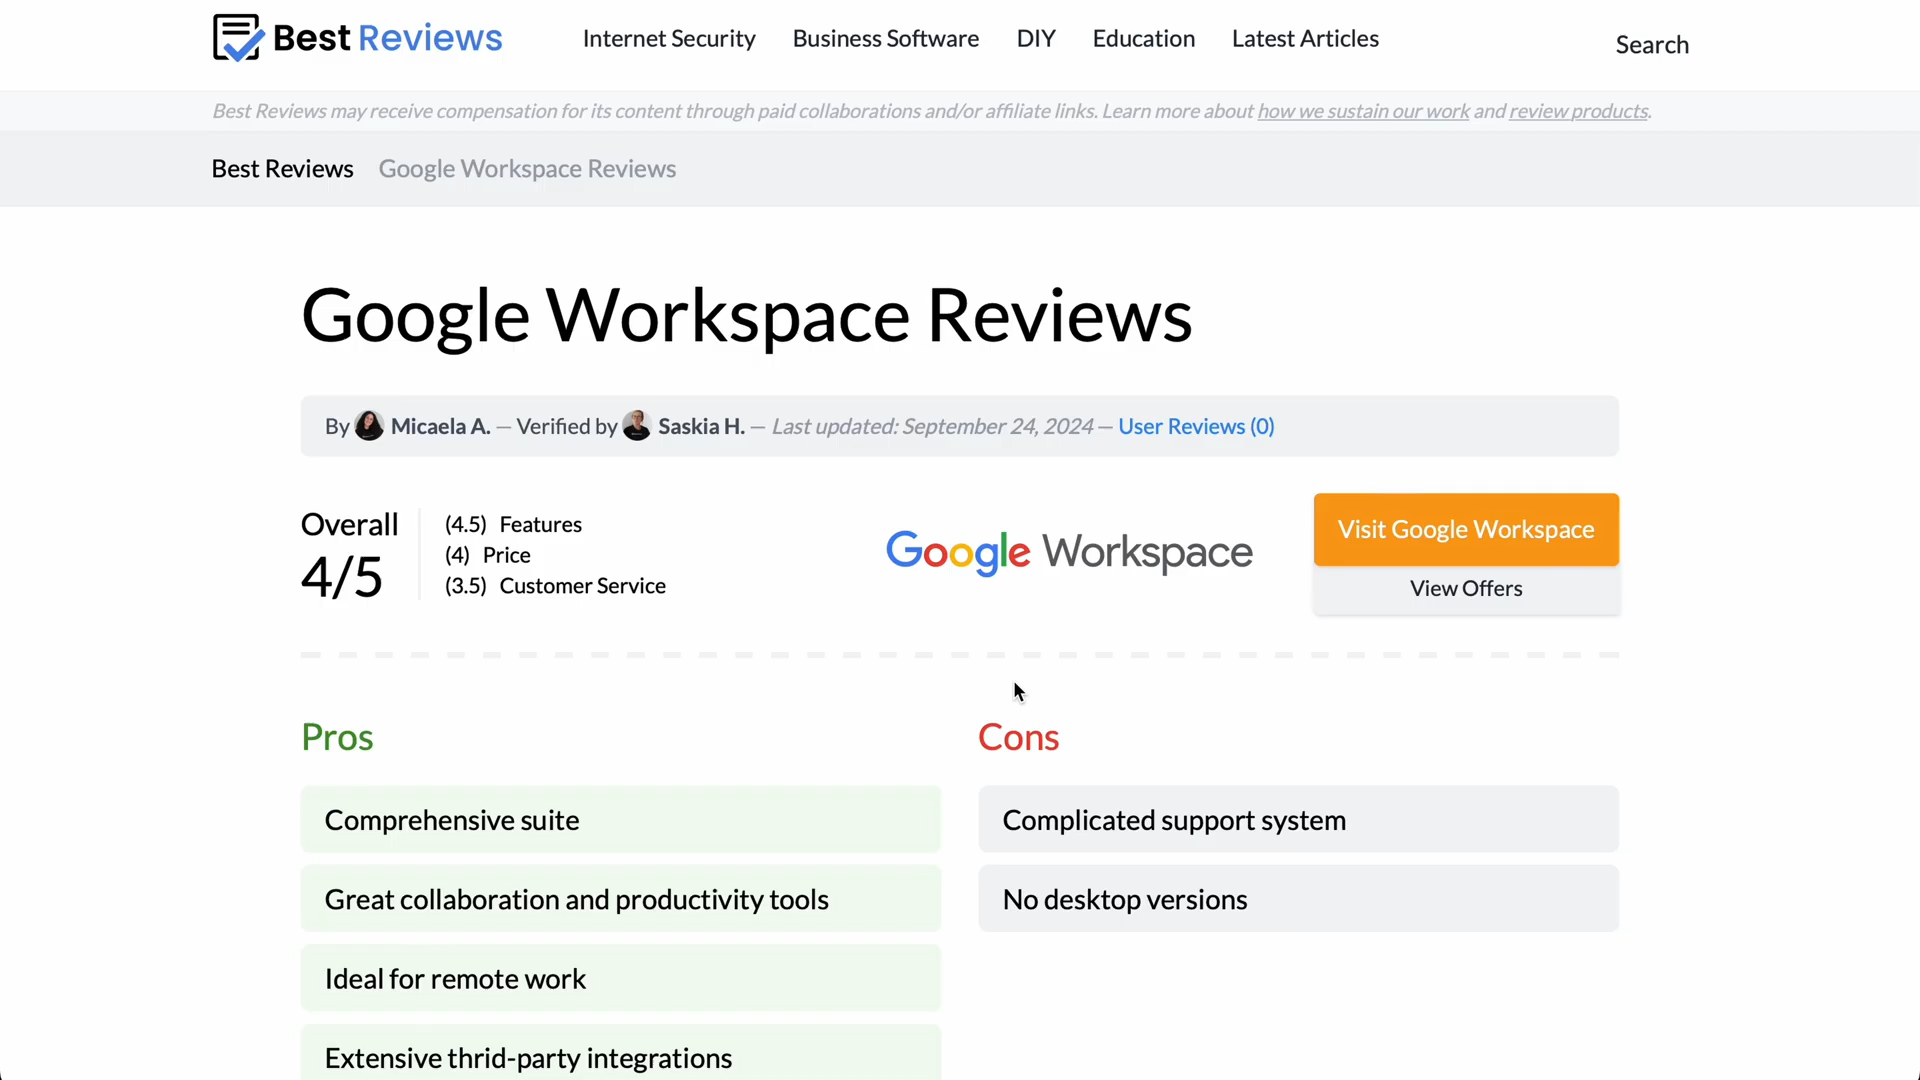 Best Reviews
Internet Security
Business Software
DIY
Education
Latest Articles
Search
Best Reviews may receive compensation for its content through paid collaborations and/or affiliate links. Learn more about how we sustain our work and review products.
Best Reviews
Google Workspace Reviews
Google Workspace Reviews
By Micaela A. — Verified by Saskia H. — Last updated: September 24, 2024 — User Reviews (0)
Overall
4/5
(4.5) Features
(4) Price
(3.5) Customer Service
Google Workspace
Visit Google Workspace
View Offers
Pros
Comprehensive suite
Great collaboration and productivity tools
Ideal for remote work
Extensive thrid-party integrations
Cons
Complicated support system
No desktop versions